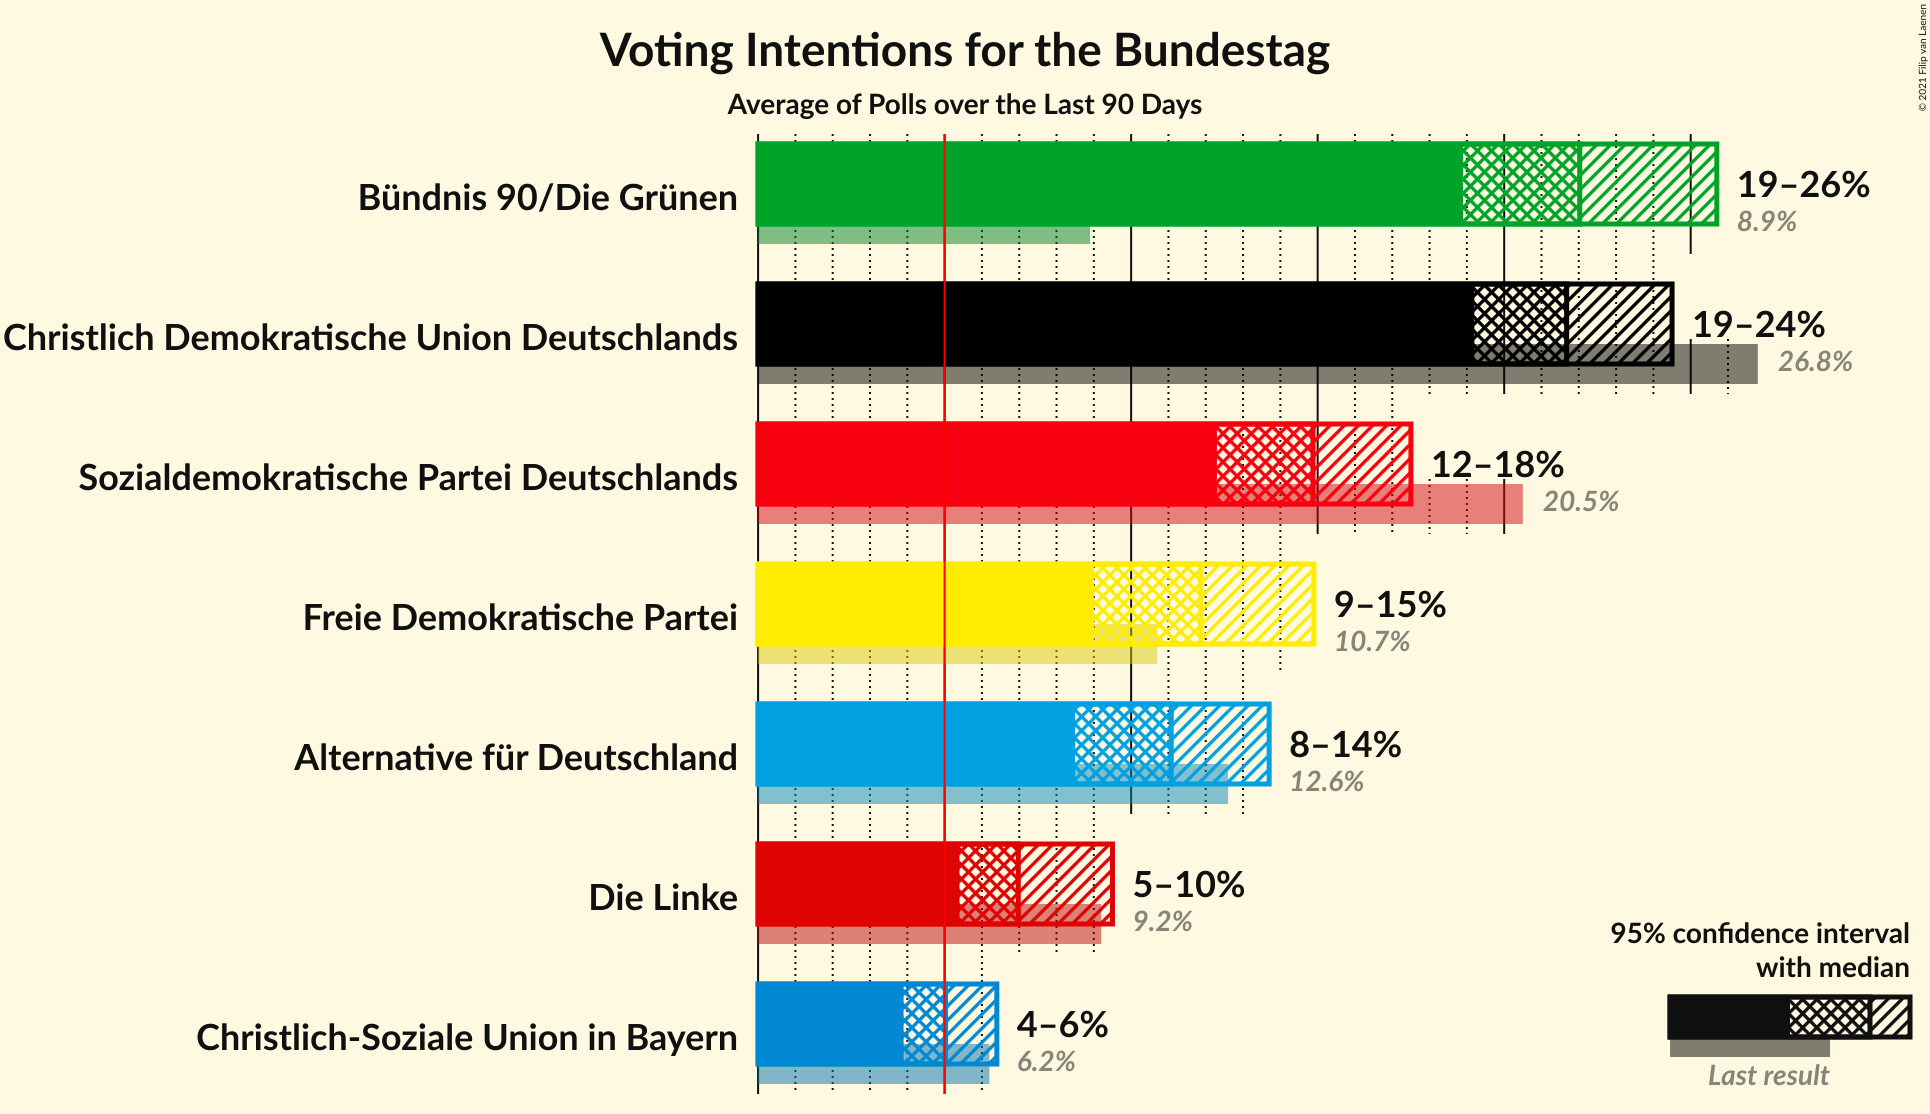 Voting Intentions for the Bundestag
Average of Polls over the Last 90 Days
© 2021 Filip van Laenen
Bündnis 90/Die Grünen
19–26%
8.9%
Christlich Demokratische Union Deutschlands
19–24%
26.8%
Sozialdemokratische Partei Deutschlands
12–18%
20.5%
Freie Demokratische Partei
9–15%
10.7%
Alternative für Deutschland
8–14%
12.6%
Die Linke
5–10%
9.2%
Christlich-Soziale Union in Bayern
4–6%
6.2%
95% confidence interval
with median
Last result